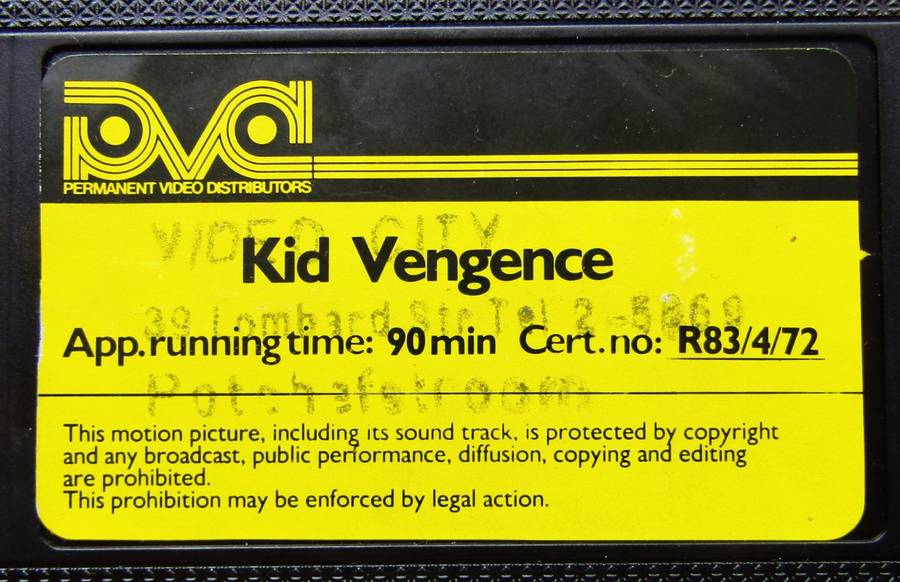 PVD
PERMANENT VIDEO DISTRIBUTORS
VIDEO CITY
Kid Vengence
39 Lombard Str. Tel 2-5869
App. running time: 90 min Cert. no: R83/4/72
Potchefstroom
This motion picture, including its sound track, is protected by copyright
and any broadcast, public performance, diffusion, copying and editing
are prohibited.
This prohibition may be enforced by legal action.